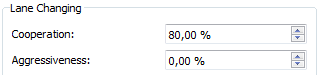 Lane Changing
Cooperation: 80,00 %
Aggressiveness: 0,00 %